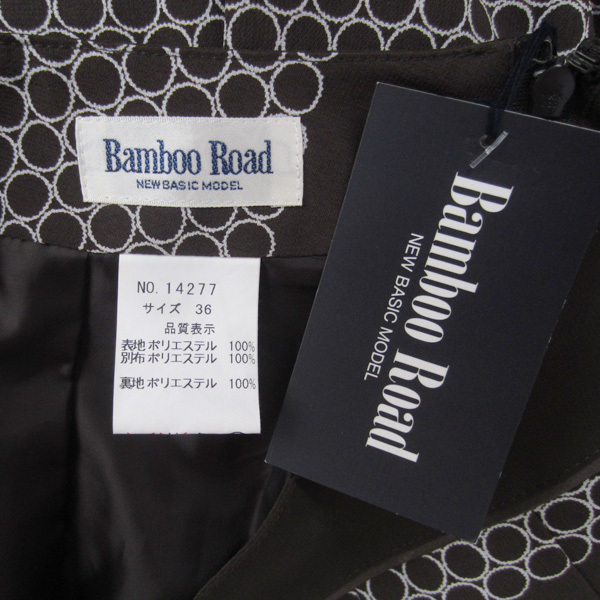 Bamboo Road
NEW BASIC MODEL
NO. 14277
サイズ 36
品質表示
表地 ポリエステル 100%
別布 ポリエステル 100%
裏地 ポリエステル 100%
Bamboo Road
NEW BASIC MODEL